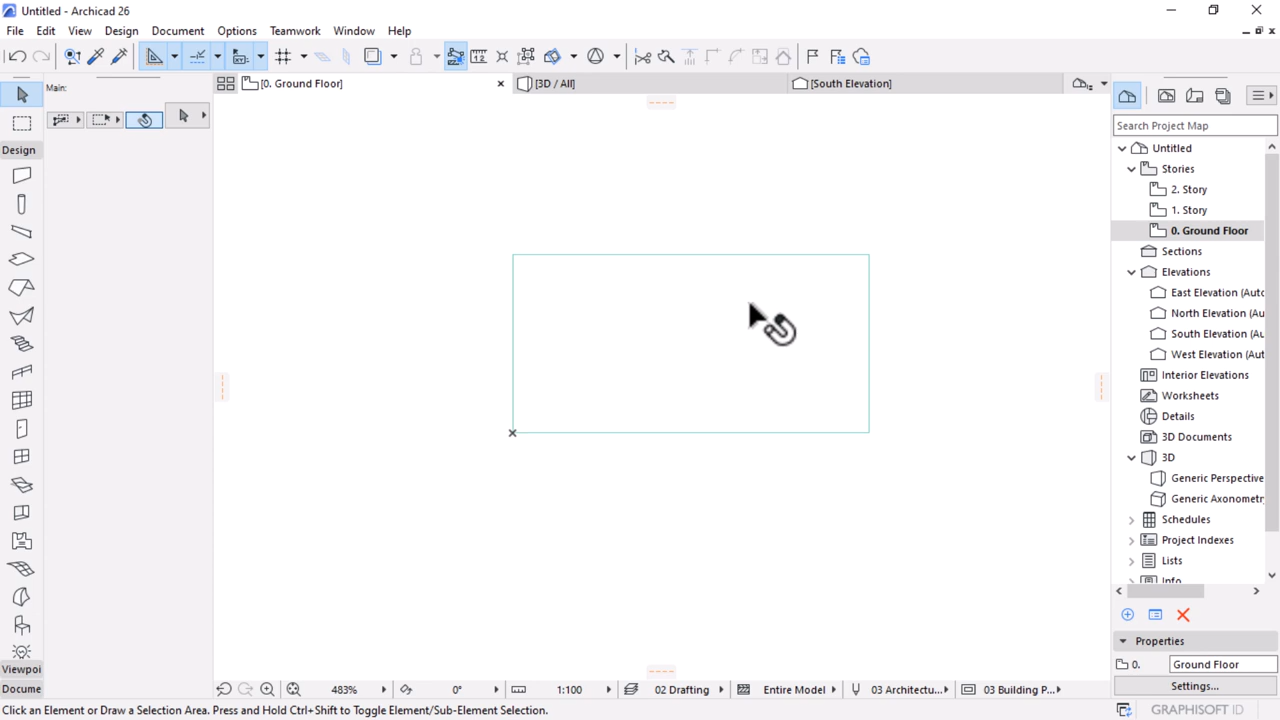 Untitled - Archicad 26
File Edit View Design Document Options Teamwork Window Help
Main:
[0. Ground Floor]
[3D / All]
[South Elevation]
Design
Search Project Map
Untitled
Stories
2. Story
1. Story
0. Ground Floor
Sections
Elevations
East Elevation (Auto
North Elevation (Au
South Elevation (Au
West Elevation (Aut
Interior Elevations
Worksheets
Details
3D Documents
3D
Generic Perspective
Generic Axonometr
Schedules
Project Indexes
Lists
Info
Properties
0. Ground Floor
Settings...
Viewpoi
Docume
483% 0° 1:100 02 Drafting Entire Model 03 Architectu... 03 Building P...
Click an Element or Draw a Selection Area. Press and Hold Ctrl+Shift to Toggle Element/Sub-Element Selection.
GRAPHISOFT ID